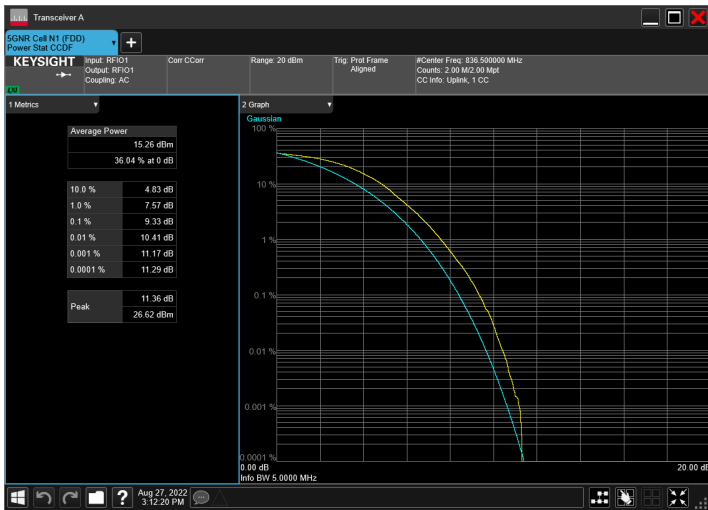 Transceiver A
5GNR Cell N1 (FDD)
Power Stat CCDF
KEYSIGHT
LXI
Input: RFIO1
Output: RFIO1
Coupling: AC
Corr CCorr
Range: 20 dBm
Trig: Prot Frame
Aligned
#Center Freq: 836.500000 MHz
Counts: 2.00 M/2.00 Mpt
CC Info: Uplink, 1 CC
1 Metrics
Average Power
15.26 dBm
36.04 % at 0 dB
10.0 % 4.83 dB
1.0 % 7.57 dB
0.1 % 9.33 dB
0.01 % 10.41 dB
0.001 % 11.17 dB
0.0001 % 11.29 dB
Peak
11.36 dB
26.62 dBm
2 Graph
Gaussian
100 %
10 %
1 %
0.1 %
0.01 %
0.001 %
0.0001 %
0.00 dB 20.00 dB
Info BW 5.0000 MHz
Aug 27, 2022
3:12:20 PM